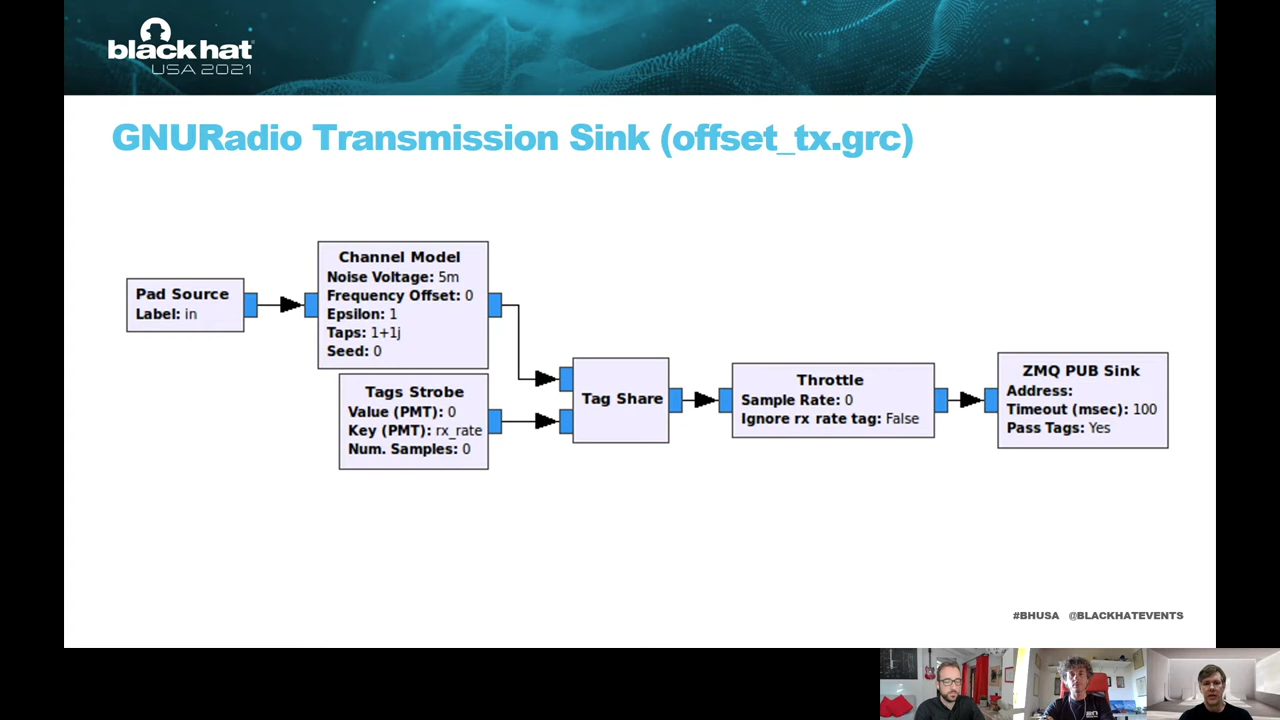 black hat
USA 2021
GNURadio Transmission Sink (offset_tx.grc)
Pad Source
Label: in
Channel Model
Noise Voltage: 5m
Frequency Offset: 0
Epsilon: 1
Taps: 1+1j
Seed: 0
Tags Strobe
Value (PMT): 0
Key (PMT): rx_rate
Num. Samples: 0
Tag Share
Throttle
Sample Rate: 0
Ignore rx rate tag: False
ZMQ PUB Sink
Address:
Timeout (msec): 100
Pass Tags: Yes
#BHUSA @BLACKHATEVENTS